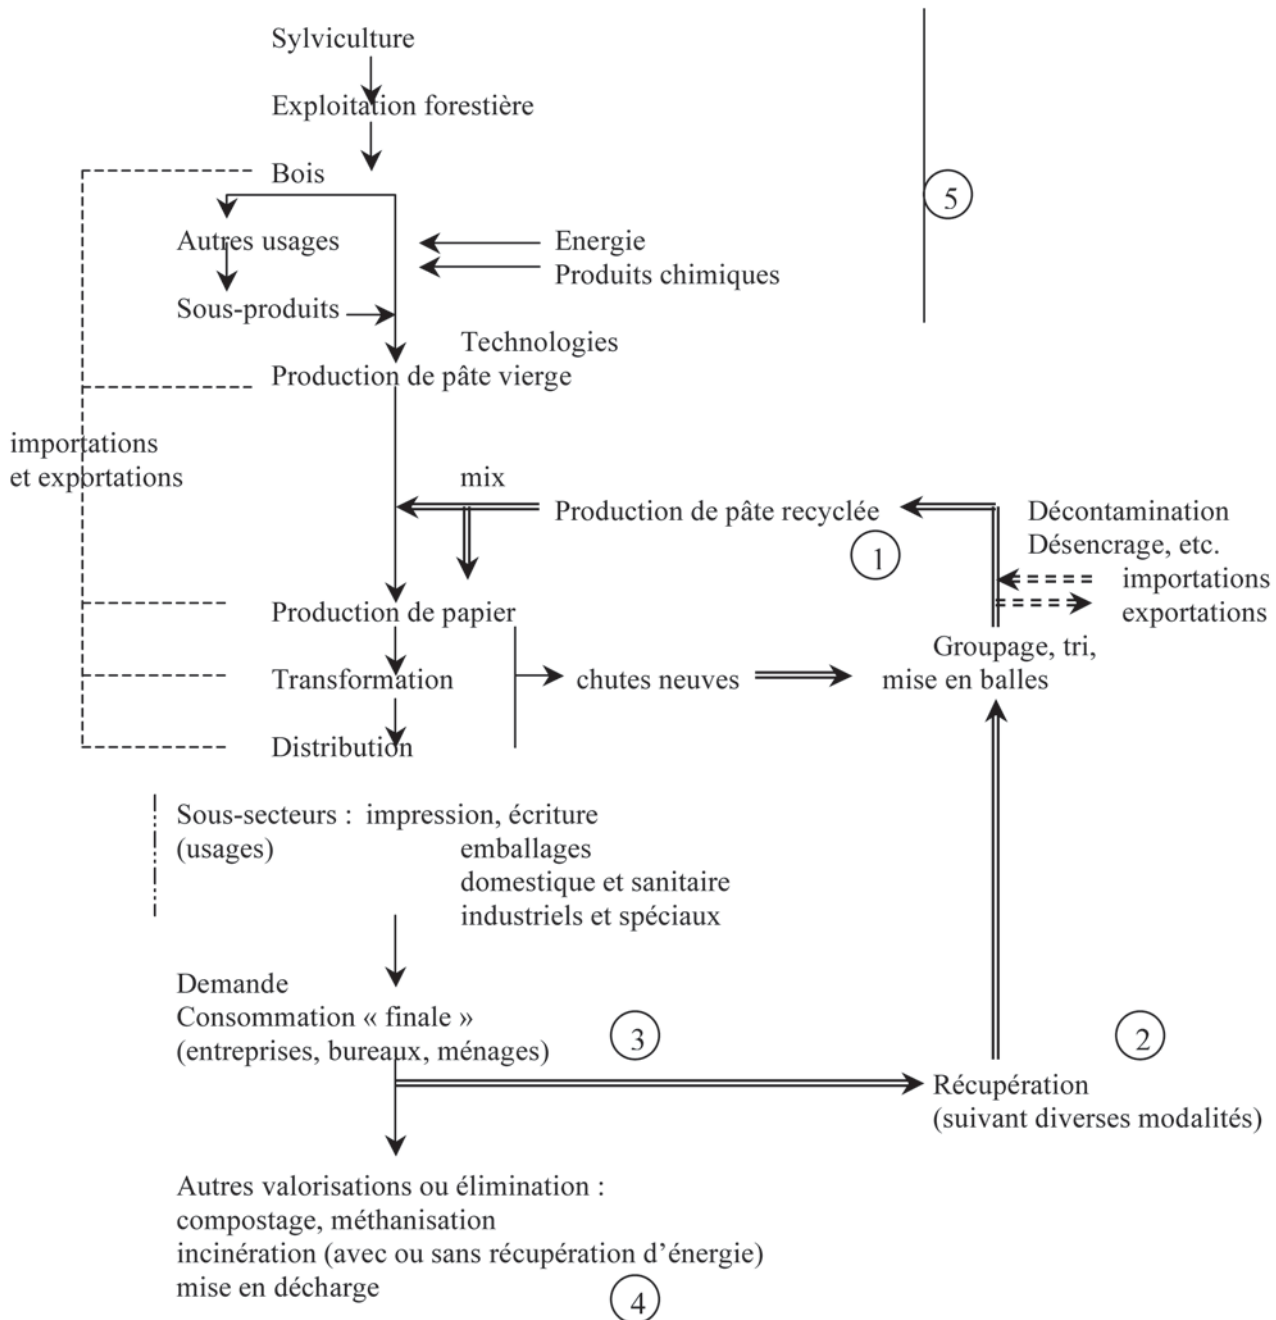 Sylviculture
Exploitation forestière
Bois
5
Autres usages
Energie
Produits chimiques
Sous-produits
Technologies
Production de pâte vierge
importations
et exportations
mix
Production de pâte recyclée
Décontamination
Désencrage, etc.
1
importations
exportations
Production de papier
Groupage, tri,
mise en balles
Transformation
chutes neuves
Distribution
Sous-secteurs : impression, écriture
(usages)
emballages
domestique et sanitaire
industriels et spéciaux
Demande
Consommation « finale »
(entreprises, bureaux, ménages)
3
2
Récupération
(suivant diverses modalités)
Autres valorisations ou élimination :
compostage, méthanisation
incinération (avec ou sans récupération d'énergie)
mise en décharge
4